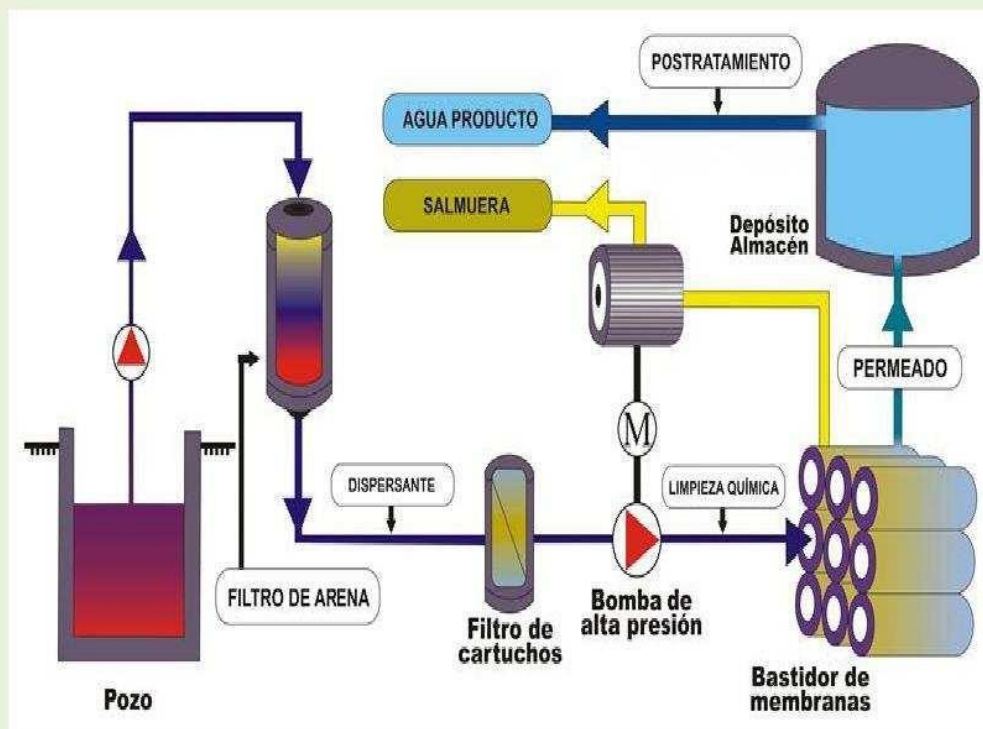 POSTRATAMIENTO
AGUA PRODUCTO
SALMUERA
Depósito
Almacén
PERMEADO
M
DISPERSANTE
LIMPIEZA QUÍMICA
FILTRO DE ARENA
Filtro de
cartuchos
Bomba de
alta presión
Bastidor de
membranas
Pozo